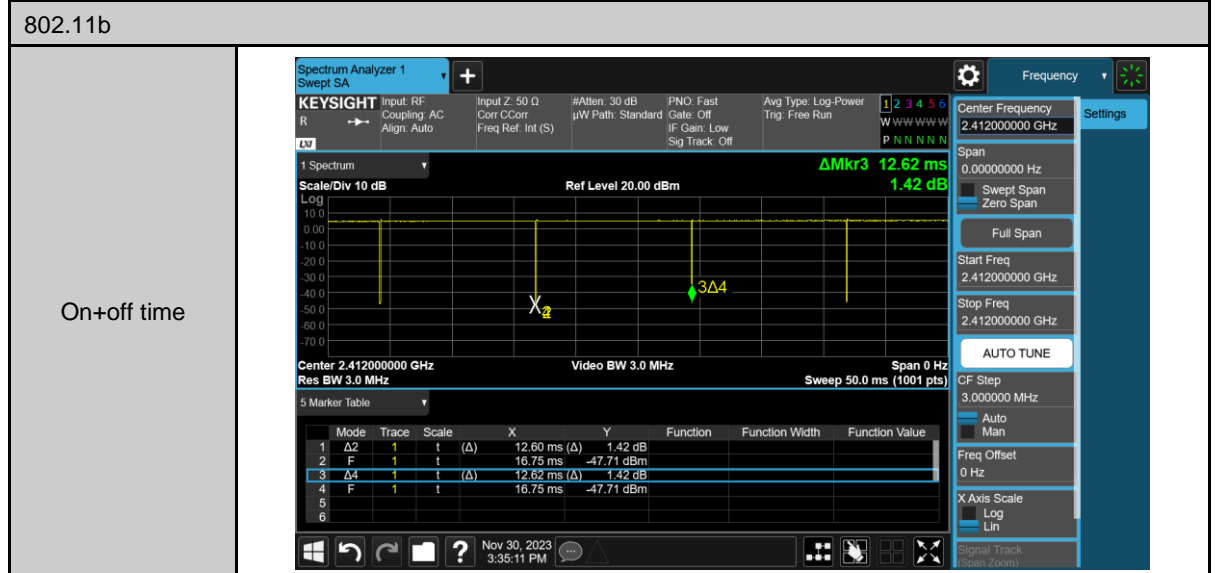 802.11b
On+off time
Spectrum Analyzer 1
Swept SA
Frequency
KEYSIGHT
R
LXI
Input: RF
Coupling: AC
Align: Auto
Input Z: 50 Ω
Corr CCorr
Freq Ref: Int (S)
#Atten: 30 dB
µW Path: Standard
PNO: Fast
Gate: Off
IF Gain: Low
Sig Track: Off
Avg Type: Log-Power
Trig: Free Run
1 2 3 4 5 6
W W W W W W
P N N N N N
1 Spectrum
ΔMkr3 12.62 ms
1.42 dB
Scale/Div 10 dB
Ref Level 20.00 dBm
Log
10.0
0.00
-10.0
-20.0
-30.0
-40.0
-50.0
-60.0
-70.0
3Δ4
Center 2.412000000 GHz
Video BW 3.0 MHz
Span 0 Hz
Res BW 3.0 MHz
Sweep 50.0 ms (1001 pts)
5 Marker Table
Mode Trace Scale X Y Function Function Width Function Value
1 Δ2 1 t (Δ) 12.60 ms (Δ) 1.42 dB
2 F 1 t 16.75 ms -47.71 dBm
3 Δ4 1 t (Δ) 12.62 ms (Δ) 1.42 dB
4 F 1 t 16.75 ms -47.71 dBm
5
6
Nov 30, 2023
3:35:11 PM
Center Frequency
2.412000000 GHz
Settings
Span
0.00000000 Hz
Swept Span
Zero Span
Full Span
Start Freq
2.412000000 GHz
Stop Freq
2.412000000 GHz
AUTO TUNE
CF Step
3.000000 MHz
Auto
Man
Freq Offset
0 Hz
X Axis Scale
Log
Lin
Signal Track
(Span Zoom)